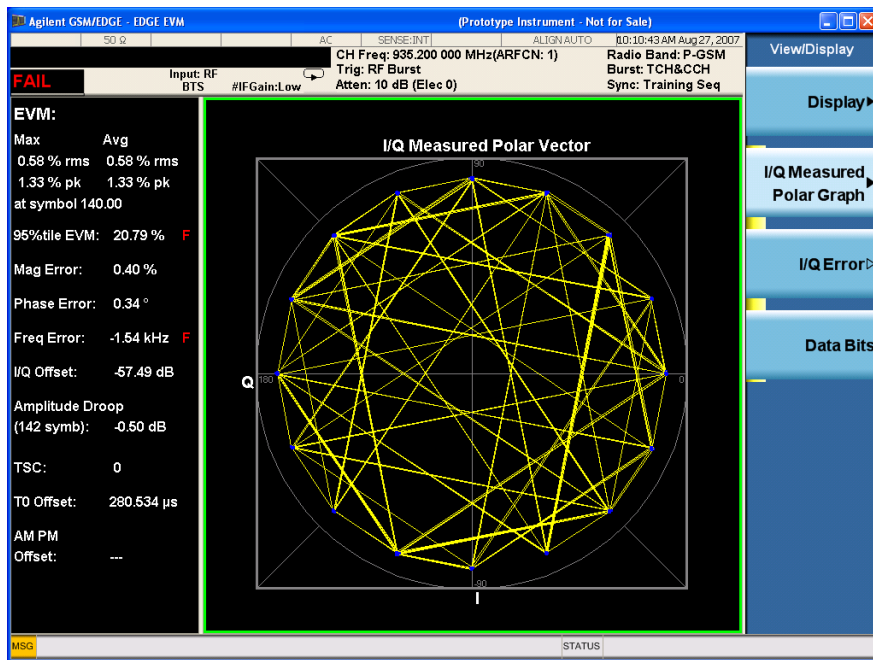 Agilent GSM/EDGE - EDGE EVM (Prototype Instrument - Not for Sale)
50 Ω AC SENSE:INT ALIGN AUTO 10:10:43 AM Aug 27, 2007
CH Freq: 935.200 000 MHz(ARFCN: 1) Radio Band: P-GSM
Input: RF Trig: RF Burst Burst: TCH&CCH
FAIL BTS #IFGain:Low Atten: 10 dB (Elec 0) Sync: Training Seq
View/Display
Display
I/Q Measured
Polar Graph
I/Q Error
Data Bits
EVM:
Max Avg
0.58 % rms 0.58 % rms
1.33 % pk 1.33 % pk
at symbol 140.00
95%tile EVM: 20.79 % F
Mag Error: 0.40 %
Phase Error: 0.34 °
Freq Error: -1.54 kHz F
I/Q Offset: -57.49 dB
Amplitude Droop
(142 symb): -0.50 dB
TSC: 0
T0 Offset: 280.534 µs
AM PM
Offset: ---
I/Q Measured Polar Vector
90
Q 180 0
-90
I
MSG STATUS